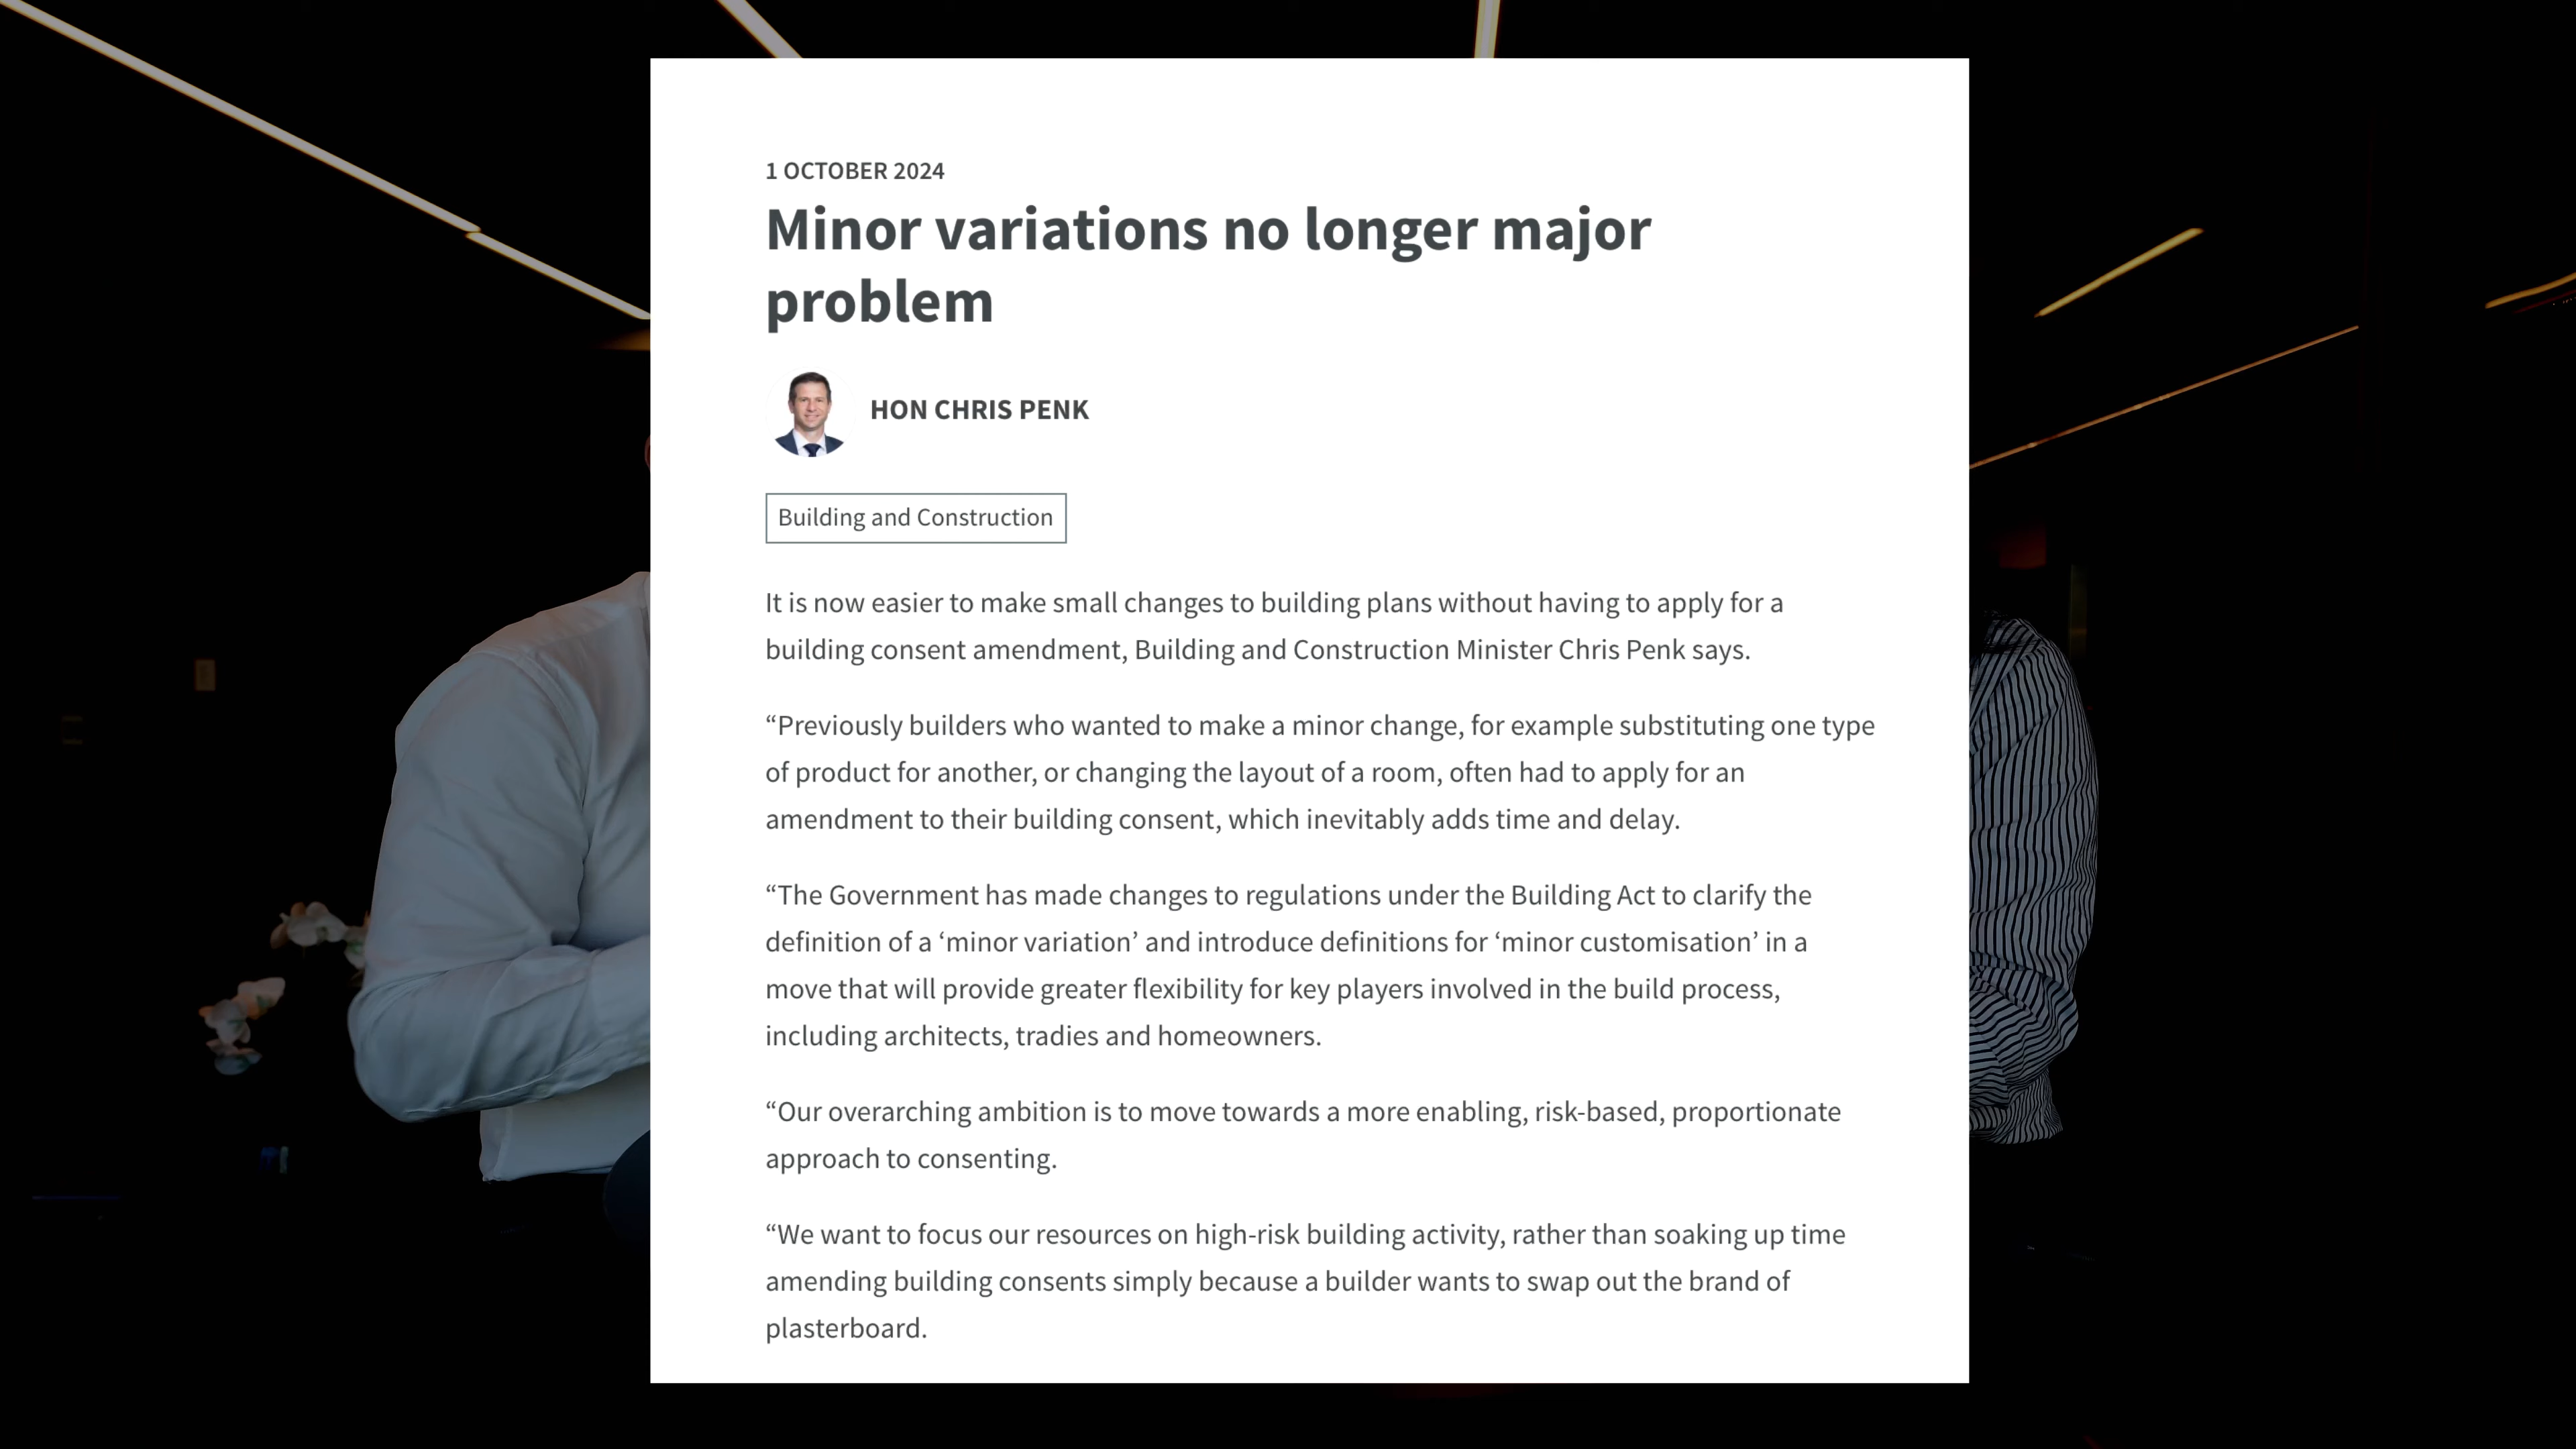 1 OCTOBER 2024
Minor variations no longer major
problem
HON CHRIS PENK
Building and Construction
It is now easier to make small changes to building plans without having to apply for a
building consent amendment, Building and Construction Minister Chris Penk says.
“Previously builders who wanted to make a minor change, for example substituting one type
of product for another, or changing the layout of a room, often had to apply for an
amendment to their building consent, which inevitably adds time and delay.
“The Government has made changes to regulations under the Building Act to clarify the
definition of a ‘minor variation’ and introduce definitions for ‘minor customisation’ in a
move that will provide greater flexibility for key players involved in the build process,
including architects, tradies and homeowners.
“Our overarching ambition is to move towards a more enabling, risk-based, proportionate
approach to consenting.
“We want to focus our resources on high-risk building activity, rather than soaking up time
amending building consents simply because a builder wants to swap out the brand of
plasterboard.